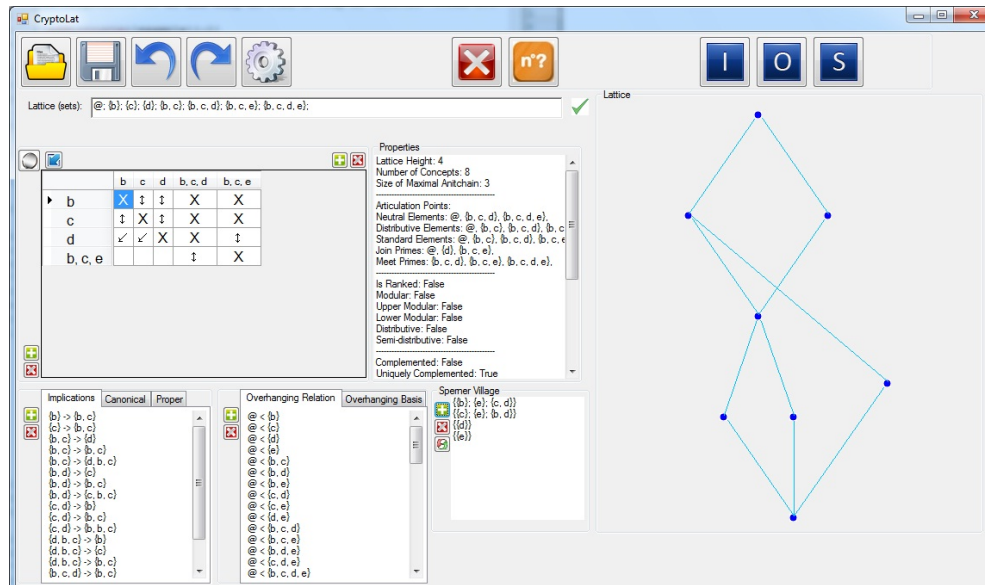 CryptoLat
n°?
I O S
Lattice (sets): @; {b}; {c}; {d}; {b, c}; {b, c, d}; {b, c, e}; {b, c, d, e};
Lattice
Properties
Lattice Height: 4
Number of Concepts: 8
Size of Maximal Anitchain: 3
Articulation Points:
Neutral Elements: @, {b, c, d}, {b, c, d, e},
Distributive Elements: @, {b, c}, {b, c, d}, {b, c
Standard Elements: @, {b, c}, {b, c, d}, {b, c, e
Join Primes: @, {d}, {b, c, e},
Meet Primes: {b, c, d}, {b, c, e}, {b, c, d, e},
Is Ranked: False
Modular: False
Upper Modular: False
Lower Modular: False
Distributive: False
Semi-distributive: False
Complemented: False
Uniquely Complemented: True
b c d b, c, d b, c, e
b X ↕ ↕ X X
c ↕ X ↕ X X
d ↙ ↙ X X ↕
b, c, e ↕ X
Implications Canonical Proper
{b} -> {b, c}
{c} -> {b, c}
{b, c} -> {d}
{b, c} -> {b, c}
{b, c} -> {d, b, c}
{b, d} -> {c}
{b, d} -> {b, c}
{b, d} -> {c, b, c}
{c, d} -> {b}
{c, d} -> {b, c}
{c, d} -> {b, b, c}
{d, b, c} -> {b}
{d, b, c} -> {c}
{d, b, c} -> {b, c}
{b, c, d} -> {b, c}
Overhanging Relation Overhanging Basis
@ < {b}
@ < {c}
@ < {d}
@ < {e}
@ < {b, c}
@ < {b, d}
@ < {b, e}
@ < {c, d}
@ < {c, e}
@ < {d, e}
@ < {b, c, d}
@ < {b, c, e}
@ < {b, d, e}
@ < {c, d, e}
@ < {b, c, d, e}
Sperner Village
{{b}; {e}; {c, d}}
{{c}; {e}; {b, d}}
{{d}}
{{e}}